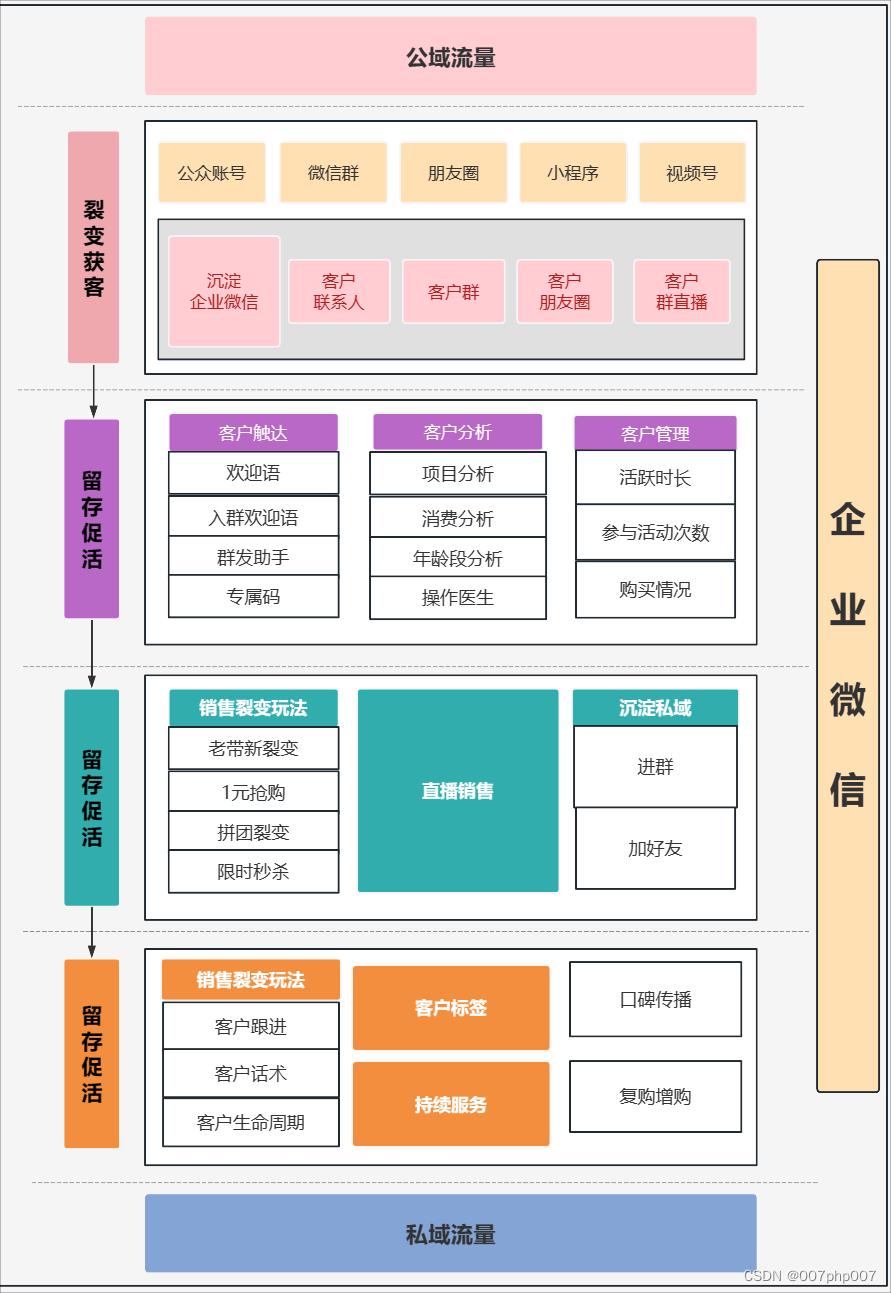 公域流量
裂变获客
公众账号
微信群
朋友圈
小程序
视频号
沉淀
企业微信
客户
联系人
客户群
客户
朋友圈
客户
群直播
留存促活
客户触达
欢迎语
入群欢迎语
群发助手
专属码
客户分析
项目分析
消费分析
年龄段分析
操作医生
客户管理
活跃时长
参与活动次数
购买情况
留存促活
销售裂变玩法
老带新裂变
1元抢购
拼团裂变
限时秒杀
直播销售
沉淀私域
进群
加好友
留存促活
销售裂变玩法
客户跟进
客户话术
客户生命周期
客户标签
持续服务
口碑传播
复购增购
企业微信
私域流量
CSDN @007php007